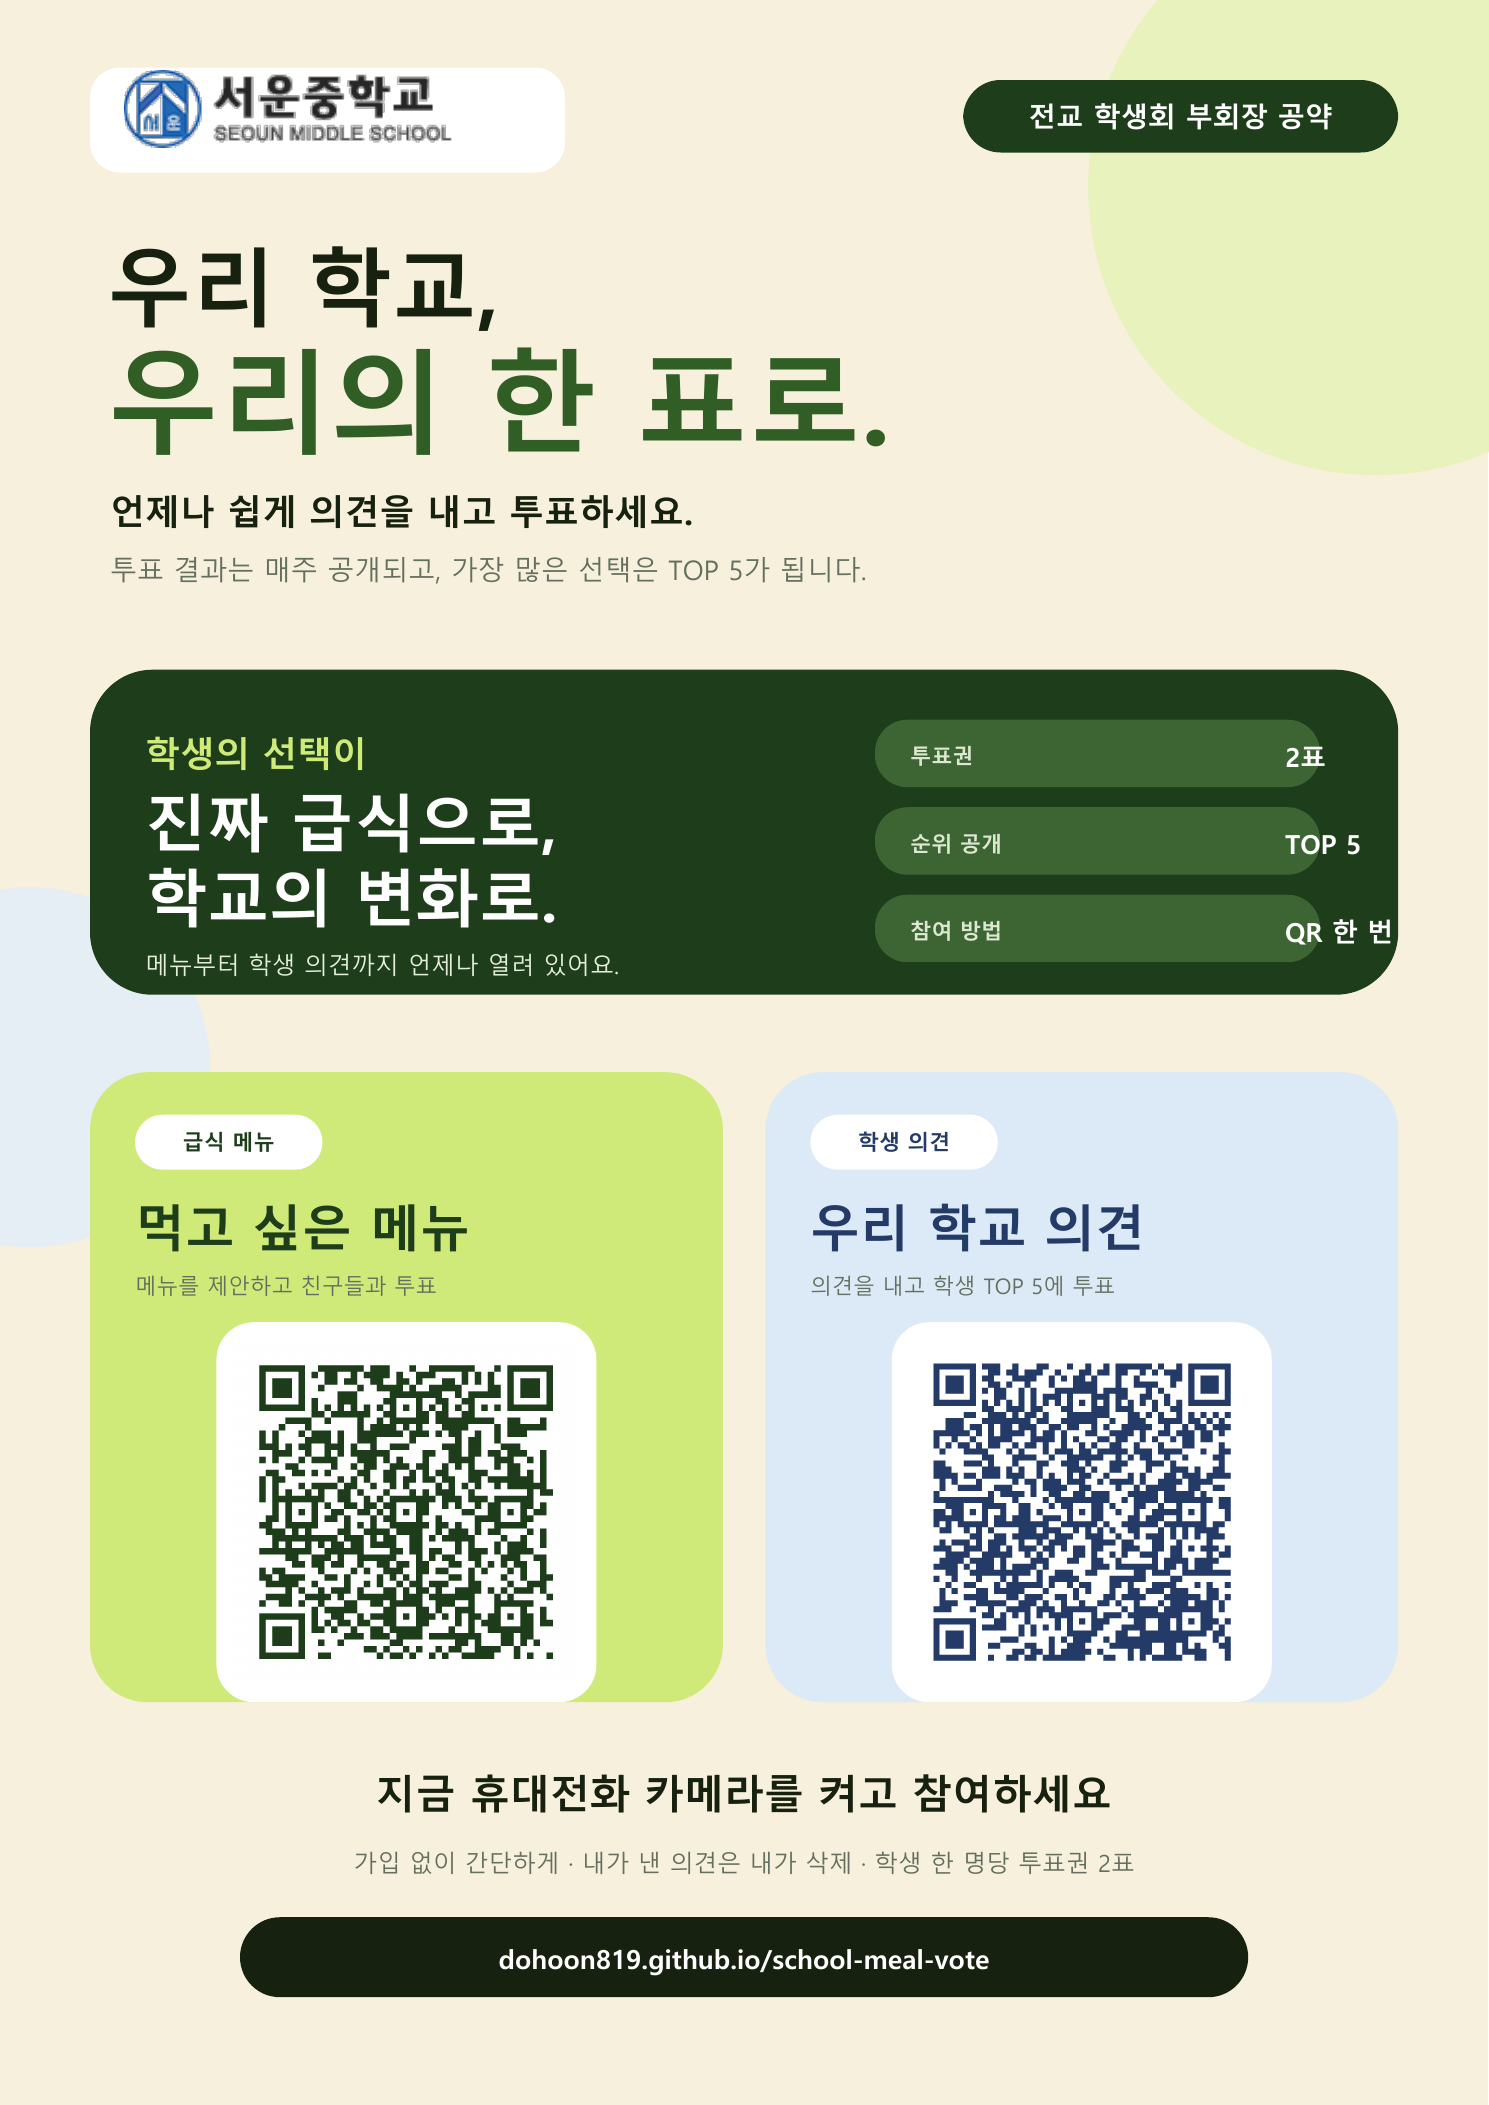 서운중학교
SEOUN MIDDLE SCHOOL
전교 학생회 부회장 공약
우리 학교,
우리의 한 표로.
언제나 쉽게 의견을 내고 투표하세요.
투표 결과는 매주 공개되고, 가장 많은 선택은 TOP 5가 됩니다.
학생의 선택이
진짜 급식으로,
학교의 변화로.
메뉴부터 학생 의견까지 언제나 열려 있어요.
투표권 2표
순위 공개 TOP 5
참여 방법 QR 한 번
급식 메뉴
먹고 싶은 메뉴
메뉴를 제안하고 친구들과 투표
학생 의견
우리 학교 의견
의견을 내고 학생 TOP 5에 투표
지금 휴대전화 카메라를 켜고 참여하세요
가입 없이 간단하게 · 내가 낸 의견은 내가 삭제 · 학생 한 명당 투표권 2표
dohoon819.github.io/school-meal-vote